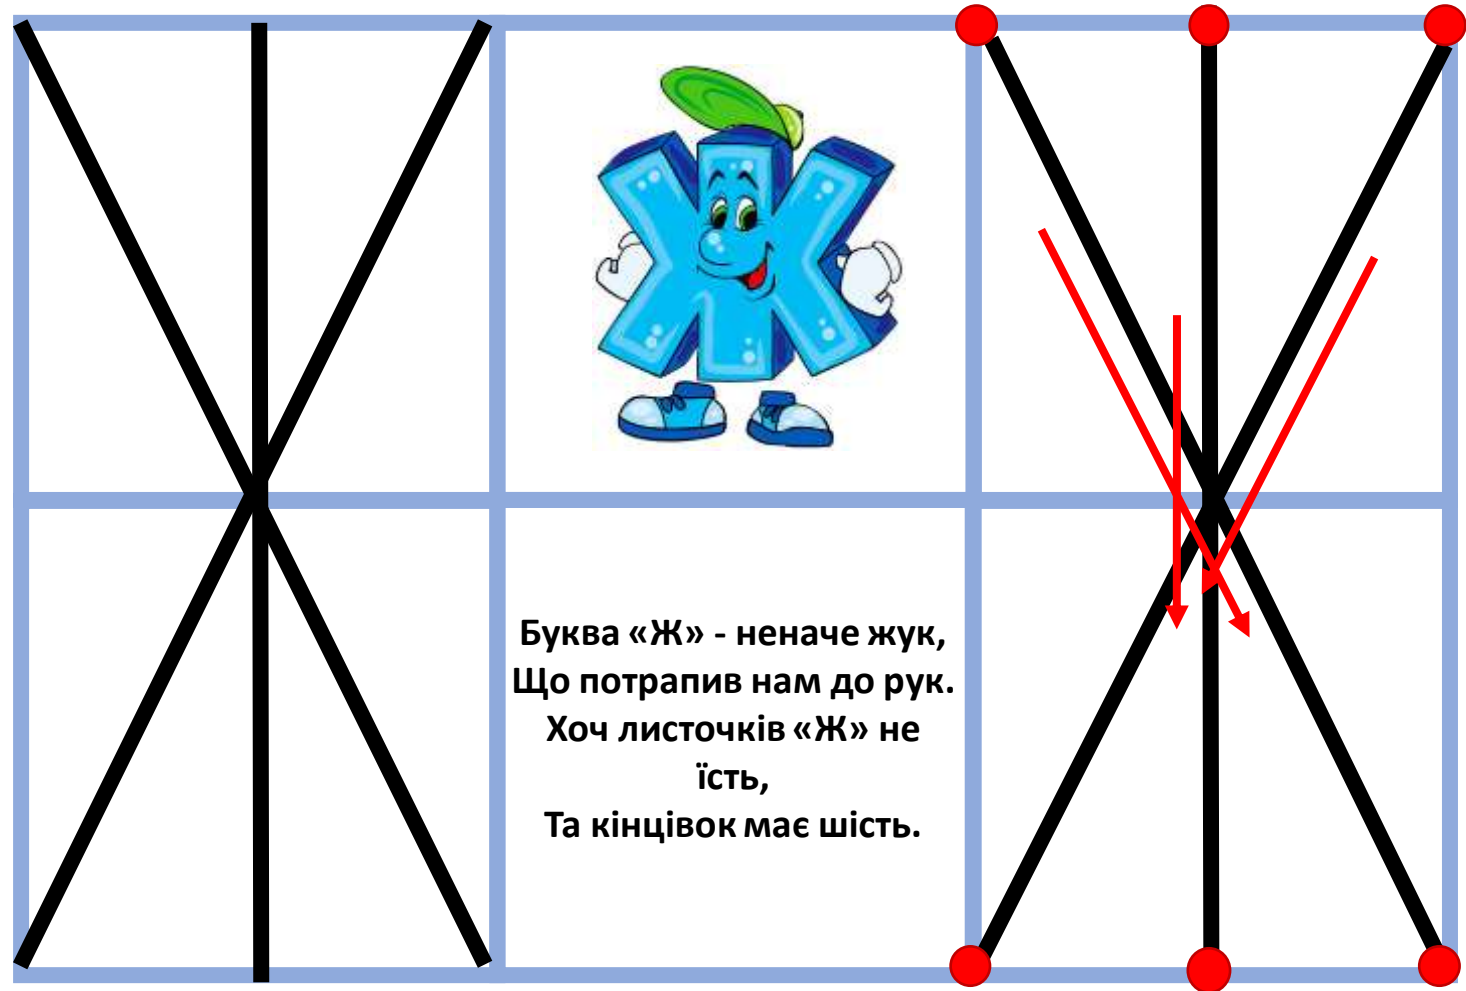 Буква «Ж» - неначе жук,
Що потрапив нам до рук.
Хоч листочків «Ж» не
їсть,
Та кінцівок має шість.